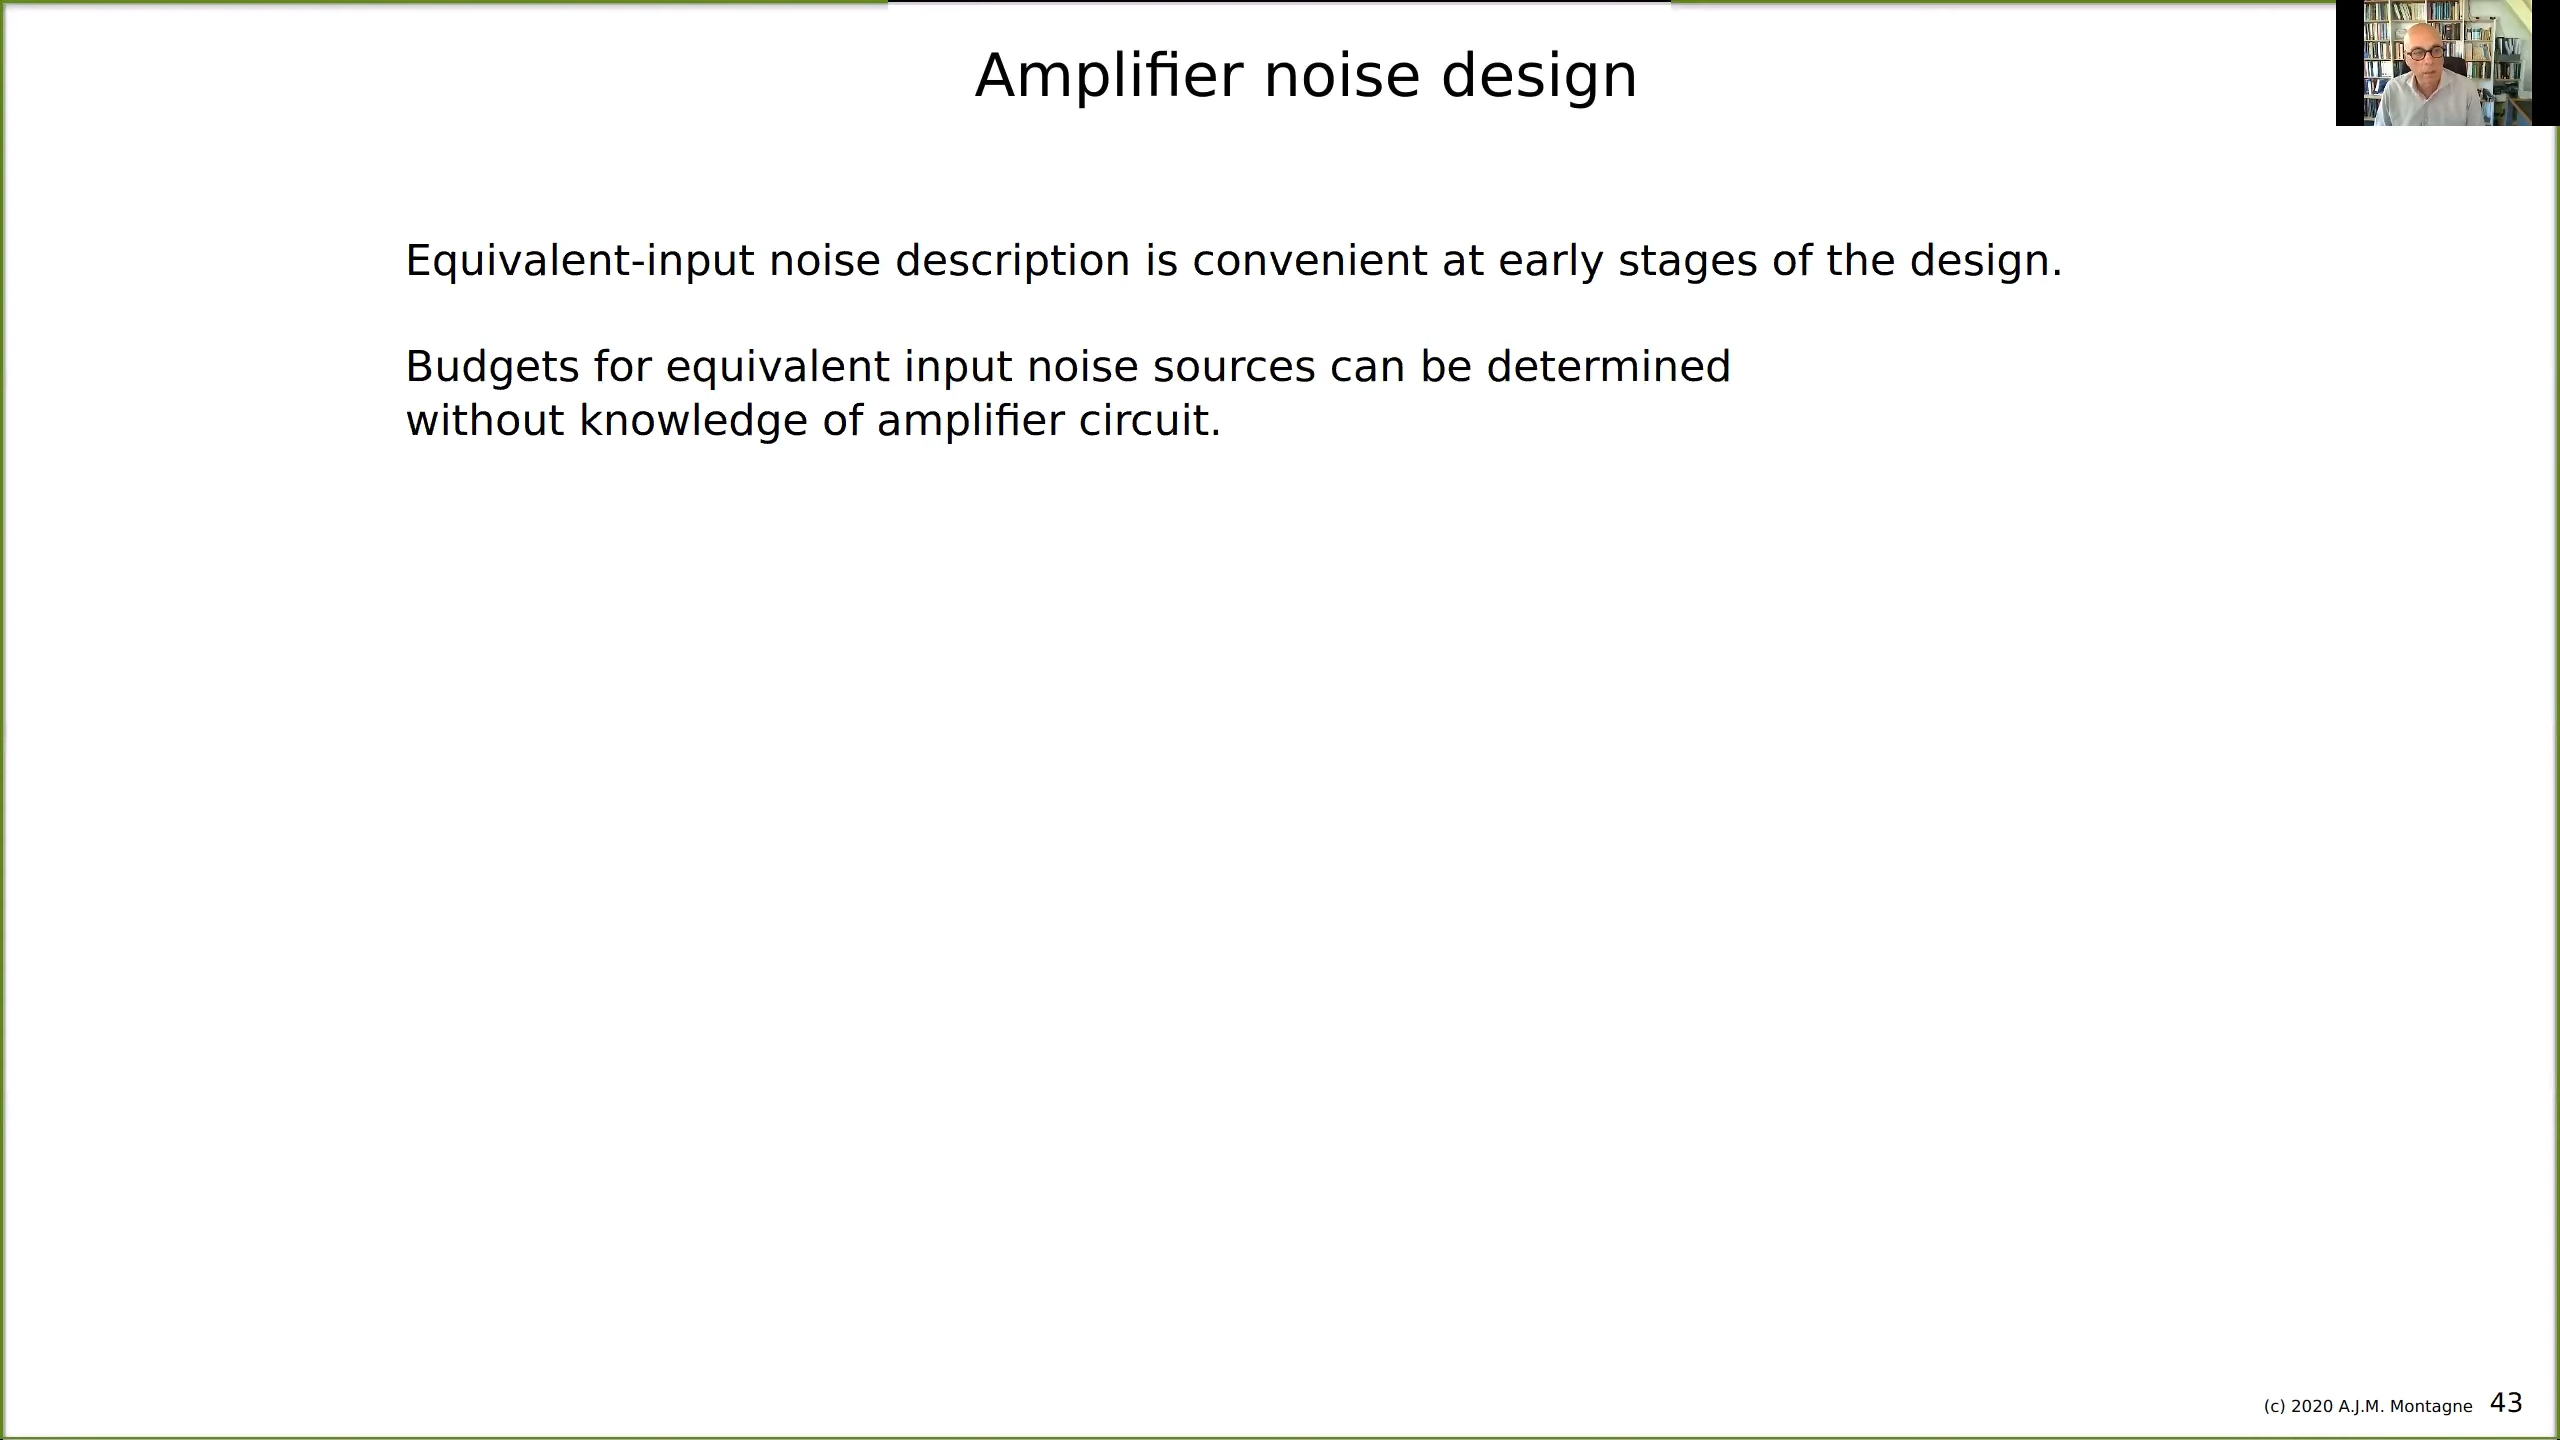 Amplifier noise design
Equivalent-input noise description is convenient at early stages of the design.
Budgets for equivalent input noise sources can be determined
without knowledge of amplifier circuit.
(c) 2020 A.J.M. Montagne 43